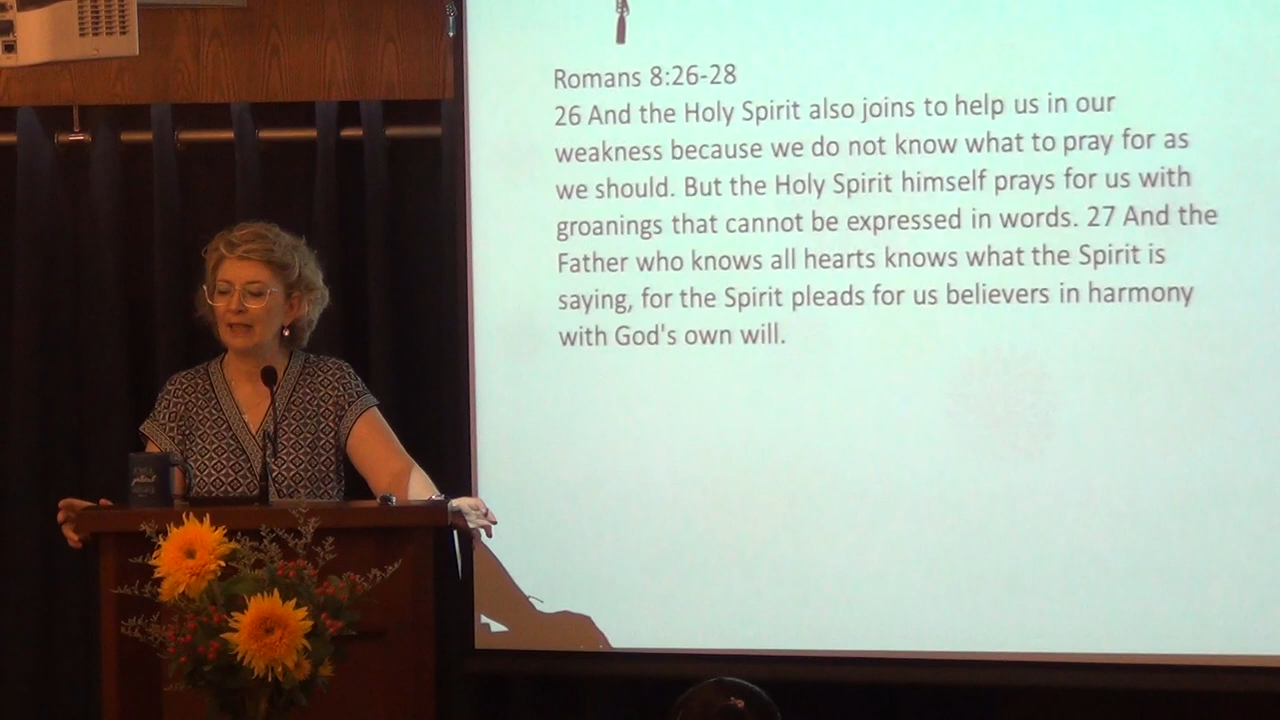 Romans 8:26-28
26 And the Holy Spirit also joins to help us in our
weakness because we do not know what to pray for as
we should. But the Holy Spirit himself prays for us with
groanings that cannot be expressed in words. 27 And the
Father who knows all hearts knows what the Spirit is
saying, for the Spirit pleads for us believers in harmony
with God's own will.